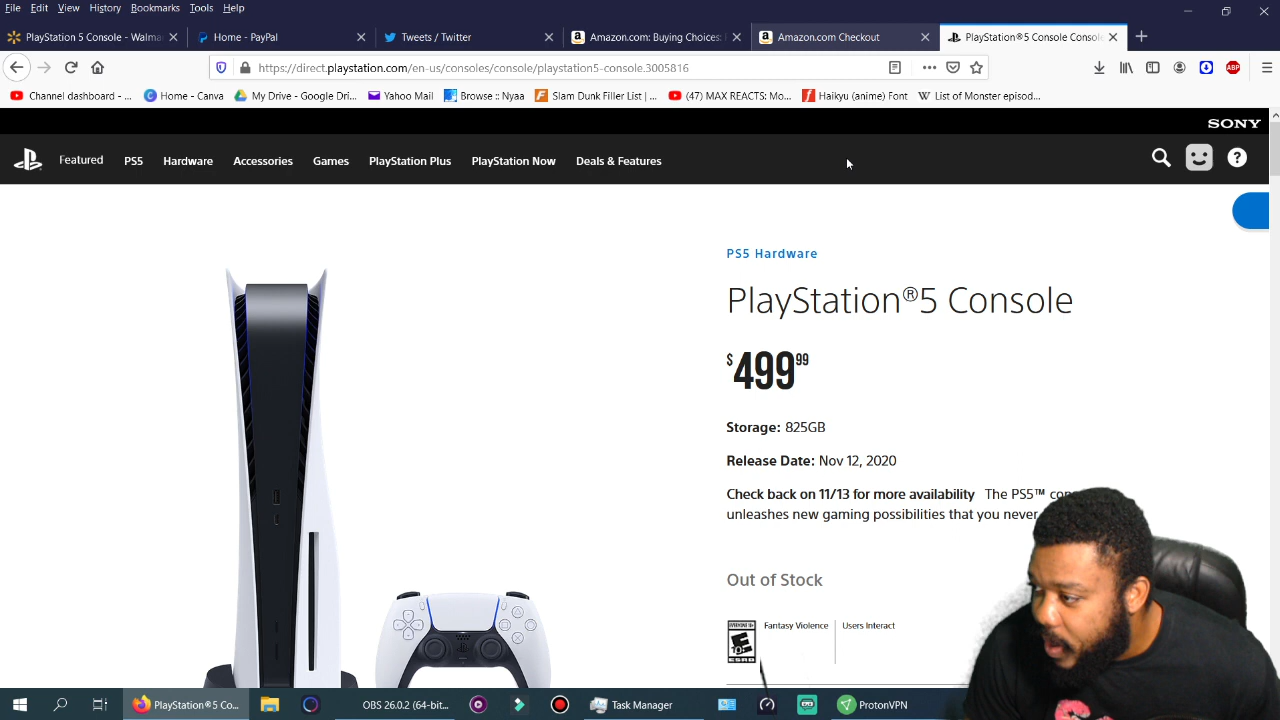 File Edit View History Bookmarks Tools Help
PlayStation 5 Console - Walma
Home - PayPal
Tweets / Twitter
Amazon.com: Buying Choices:
Amazon.com Checkout
PlayStation®5 Console Console
https://direct.playstation.com/en-us/consoles/console/playstation5-console.3005816
ABP
Channel dashboard - ...
Home - Canva
My Drive - Google Dri...
Yahoo Mail
Browse :: Nyaa
Slam Dunk Filler List | ...
(47) MAX REACTS: Mo...
Haikyu (anime) Font
List of Monster episod...
SONY
Featured PS5 Hardware Accessories Games PlayStation Plus PlayStation Now Deals & Features
PS5 Hardware
PlayStation®5 Console
$499 99
Storage: 825GB
Release Date: Nov 12, 2020
Check back on 11/13 for more availability The PS5™ con
unleashes new gaming possibilities that you never
Out of Stock
Fantasy Violence
Users Interact
ESRB
PlayStation®5 Co...
OBS 26.0.2 (64-bit...
Task Manager
ProtonVPN